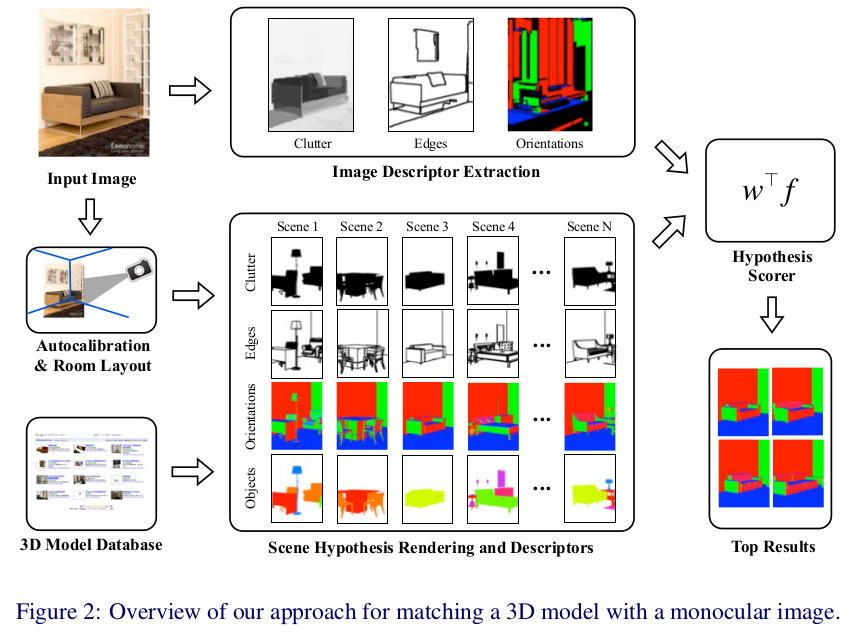 Input Image
Clutter
Edges
Orientations
Image Descriptor Extraction
w⊤f
Hypothesis
Scorer
Autocalibration
& Room Layout
3D Model Database
Scene 1
Scene 2
Scene 3
Scene 4
Scene N
Clutter
Edges
Orientations
Objects
Scene Hypothesis Rendering and Descriptors
Top Results
Figure 2: Overview of our approach for matching a 3D model with a monocular image.